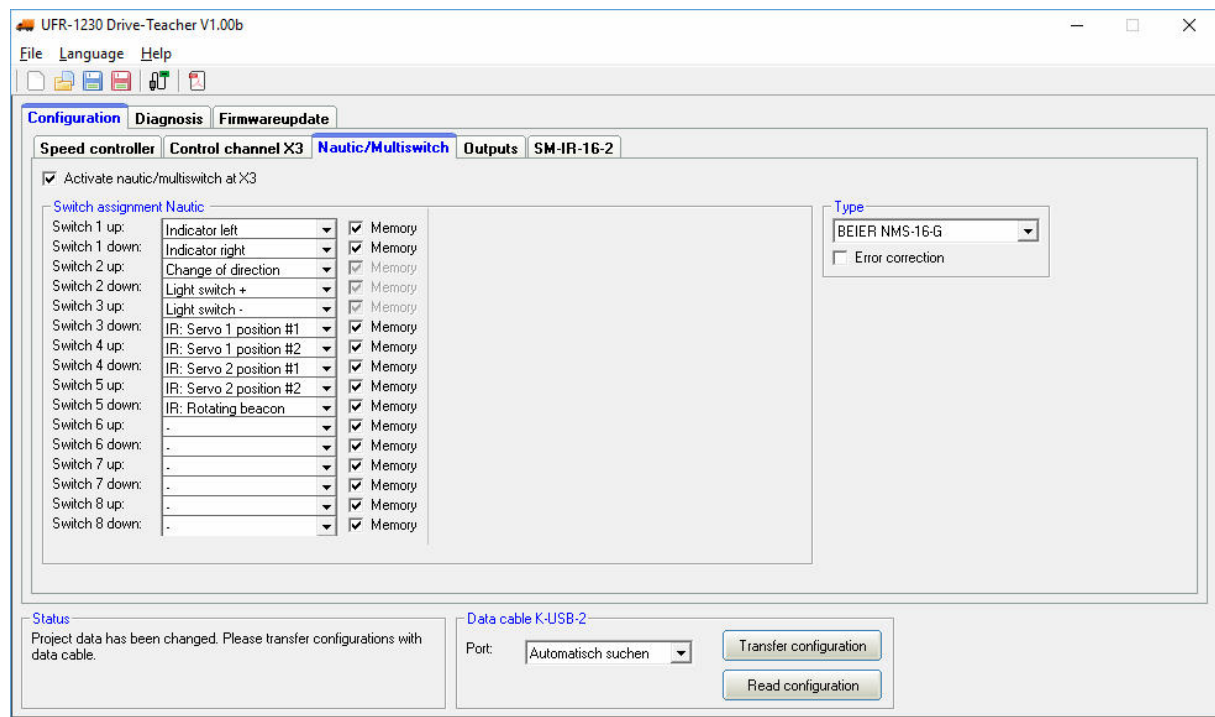 UFR-1230 Drive-Teacher V1.00b
File Language Help
Configuration Diagnosis Firmwareupdate
Speed controller Control channel X3 Nautic/Multiswitch Outputs SM-IR-16-2
Activate nautic/multiswitch at X3
Switch assignment Nautic
Switch 1 up: Indicator left Memory
Switch 1 down: Indicator right Memory
Switch 2 up: Change of direction Memory
Switch 2 down: Light switch + Memory
Switch 3 up: Light switch - Memory
Switch 3 down: IR: Servo 1 position #1 Memory
Switch 4 up: IR: Servo 1 position #2 Memory
Switch 4 down: IR: Servo 2 position #1 Memory
Switch 5 up: IR: Servo 2 position #2 Memory
Switch 5 down: IR: Rotating beacon Memory
Switch 6 up: - Memory
Switch 6 down: - Memory
Switch 7 up: - Memory
Switch 7 down: - Memory
Switch 8 up: - Memory
Switch 8 down: - Memory
Type
BEIER NMS-16-G
Error correction
Status
Project data has been changed. Please transfer configurations with
data cable.
Data cable K-USB-2
Port: Automatisch suchen
Transfer configuration
Read configuration